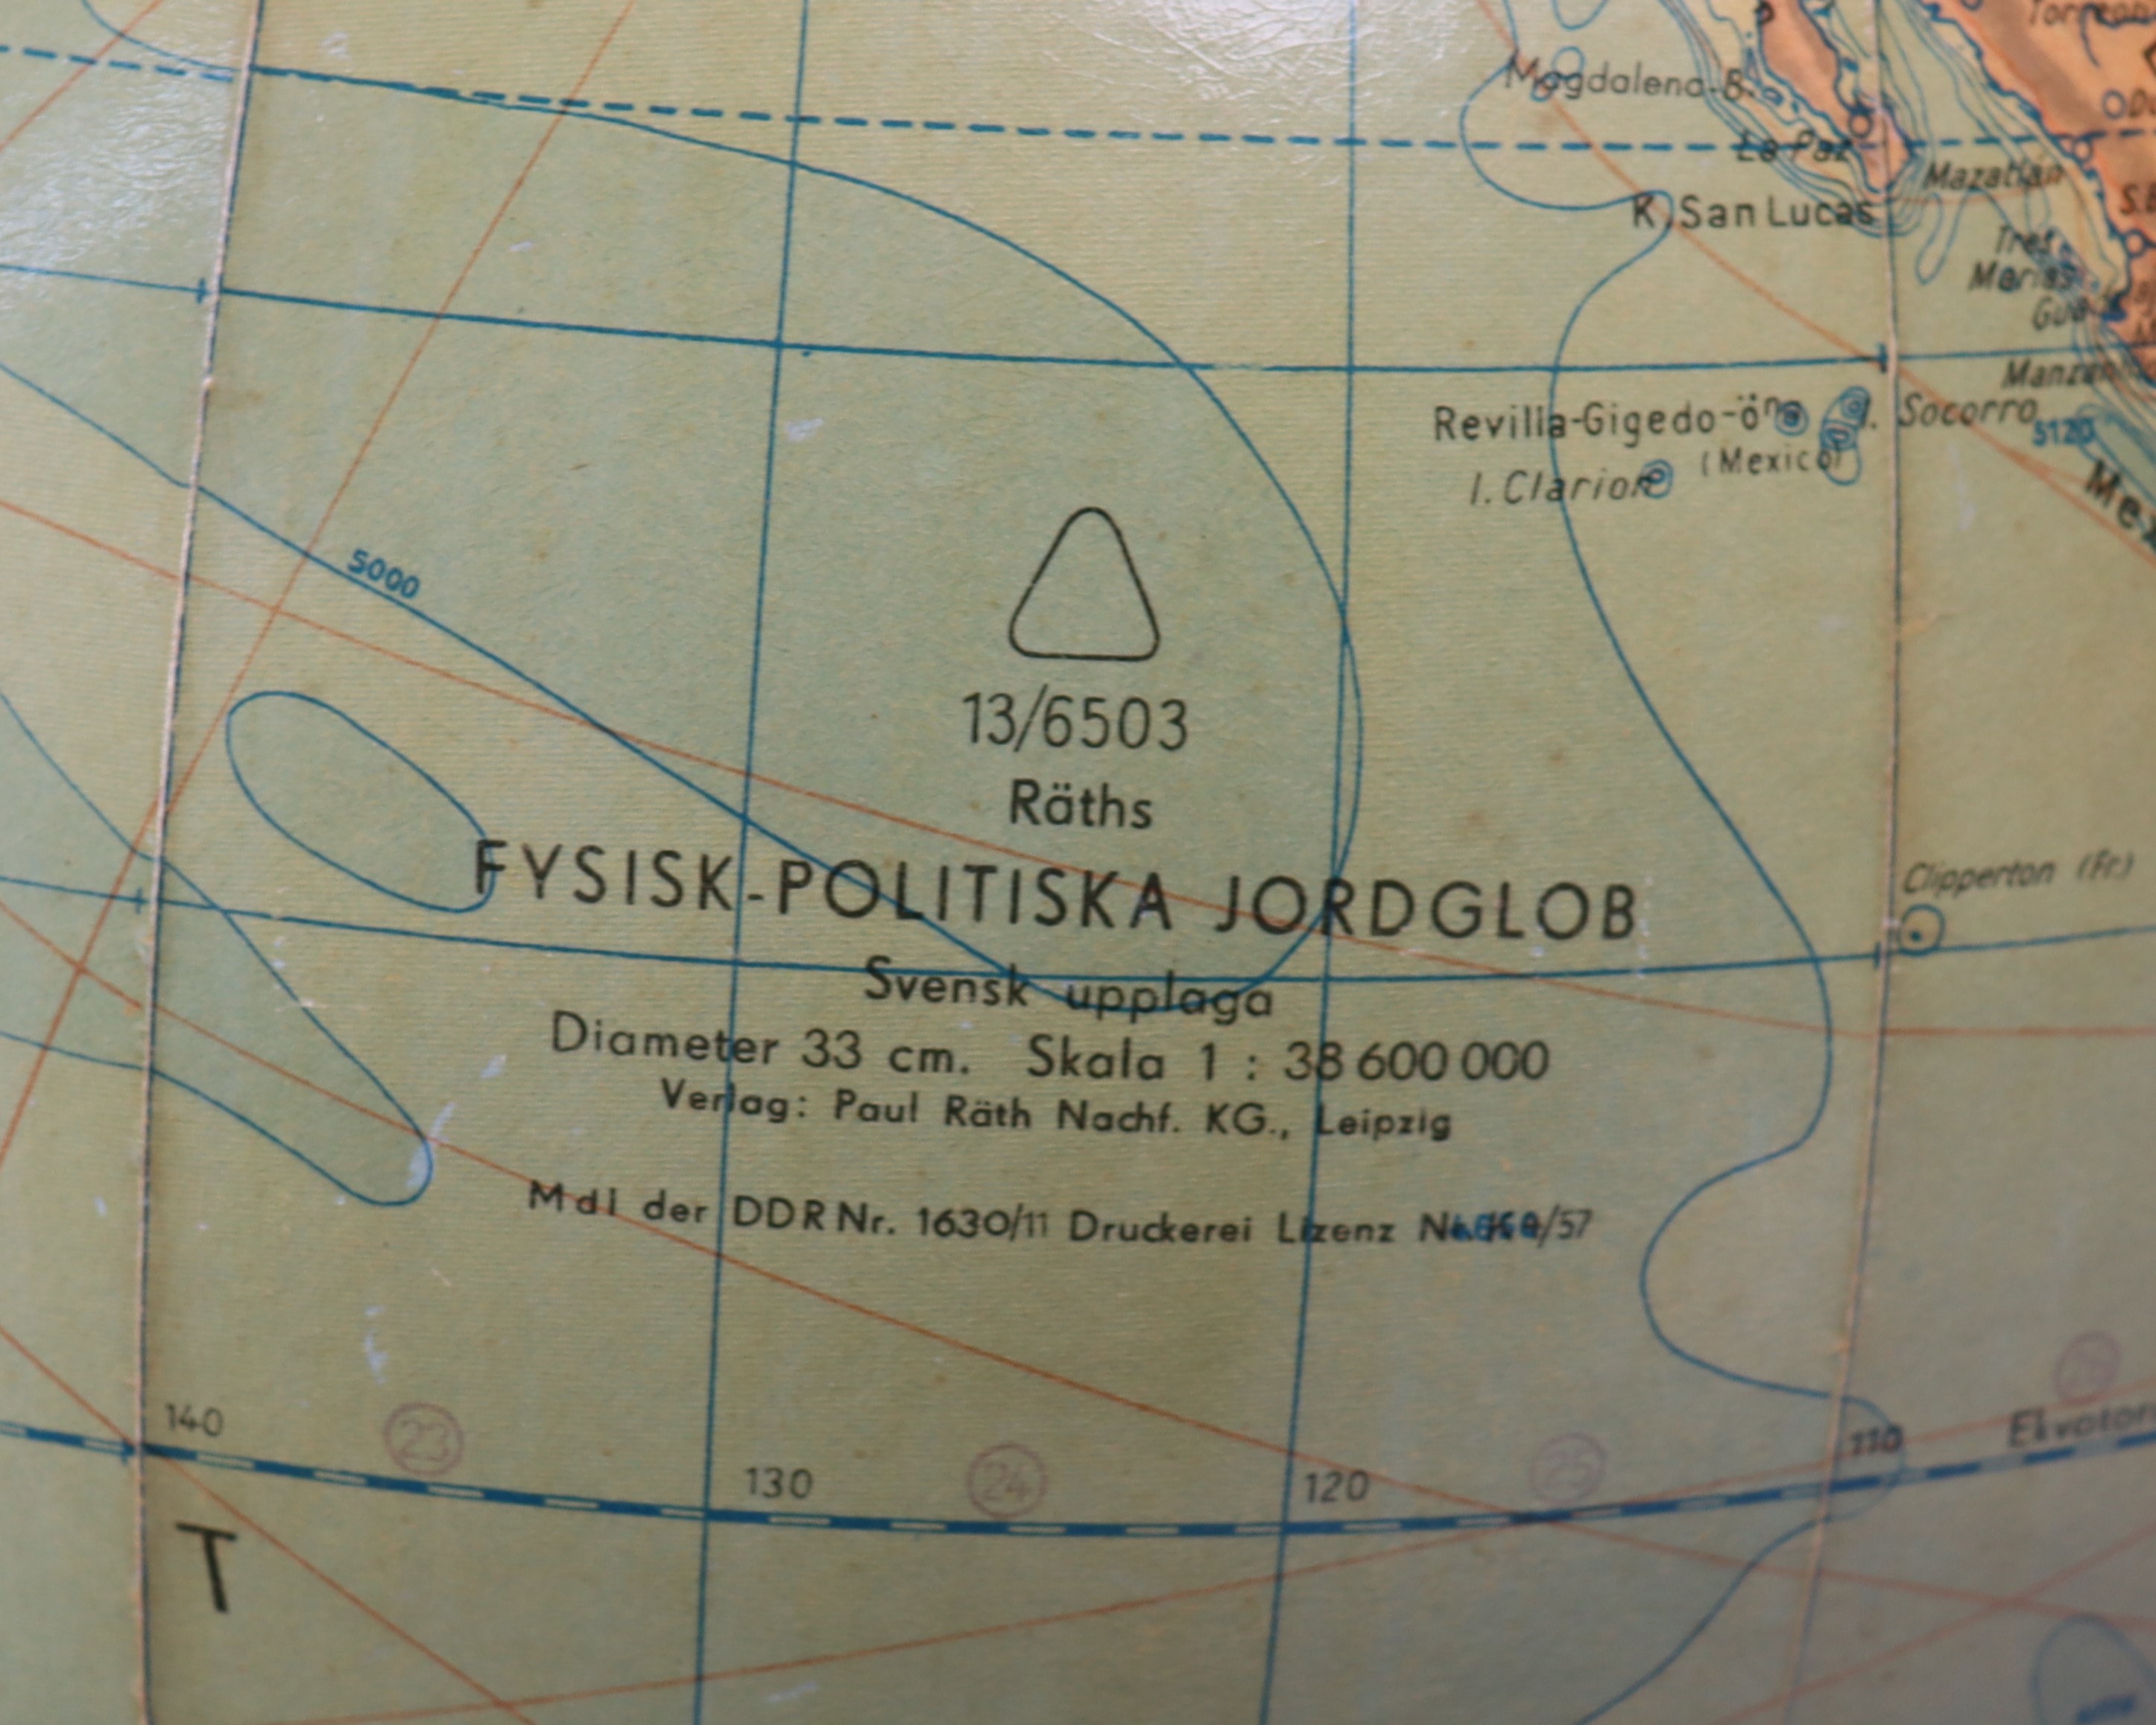 Magdalena-B.
La Paz
Mazatlán
K. San Lucas
Tres
Marias
Revilla-Gigedo-öna
I. Socorro
5120
I. Clarion
(Mexico)
5000
13/6503
Räths
FYSISK-POLITISKA JORDGLOB
Svensk upplaga
Diameter 33 cm. Skala 1 : 38 600 000
Verlag: Paul Räth Nachf. KG., Leipzig
MdI der DDR Nr. 1630/11 Druckerei Lizenz Nr.
Clipperton (Fr.)
140
23
130
24
120
25
110
T